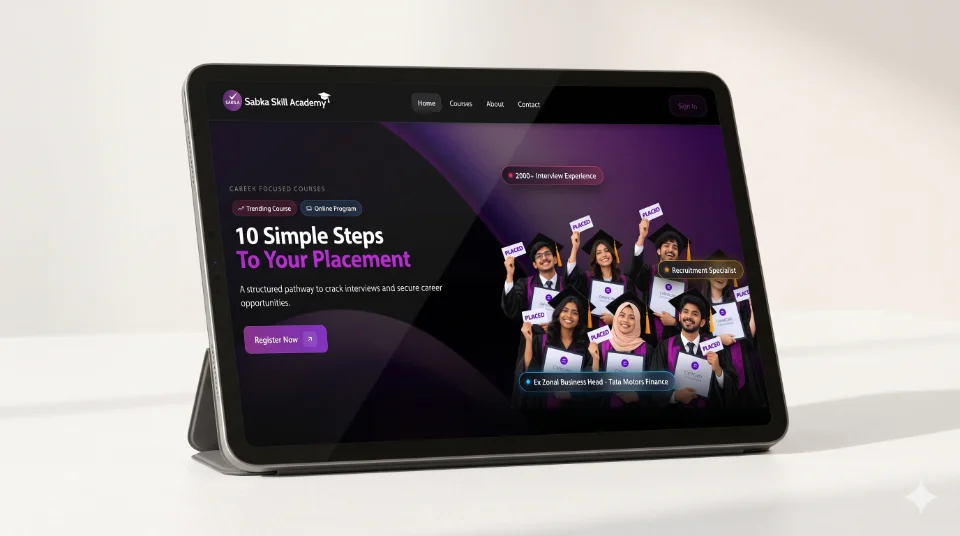 SABKA
Sabka Skill Academy
Home
Courses
About
Contact
Sign In
CAREER FOCUSED COURSES
Trending Course
Online Program
10 Simple Steps
To Your Placement
A structured pathway to crack interviews and secure career
opportunities.
Register Now
2000+ Interview Experience
PLACED
PLACED
PLACED
Recruitment Specialist
PLACED
PLACED
PLACED
PLACED
Ex Zonal Business Head - Tata Motors Finance